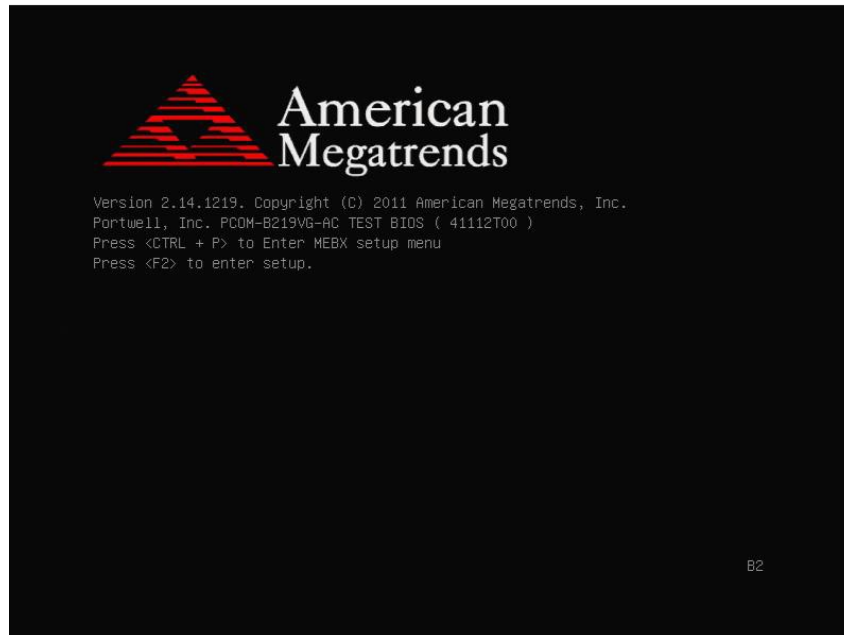 American
Megatrends
Version 2.14.1219. Copyright (C) 2011 American Megatrends, Inc.
Portwell, Inc. PCOM-B219VG-AC TEST BIOS ( 41112T00 )
Press <CTRL + P> to Enter MEBX setup menu
Press <F2> to enter setup.
B2